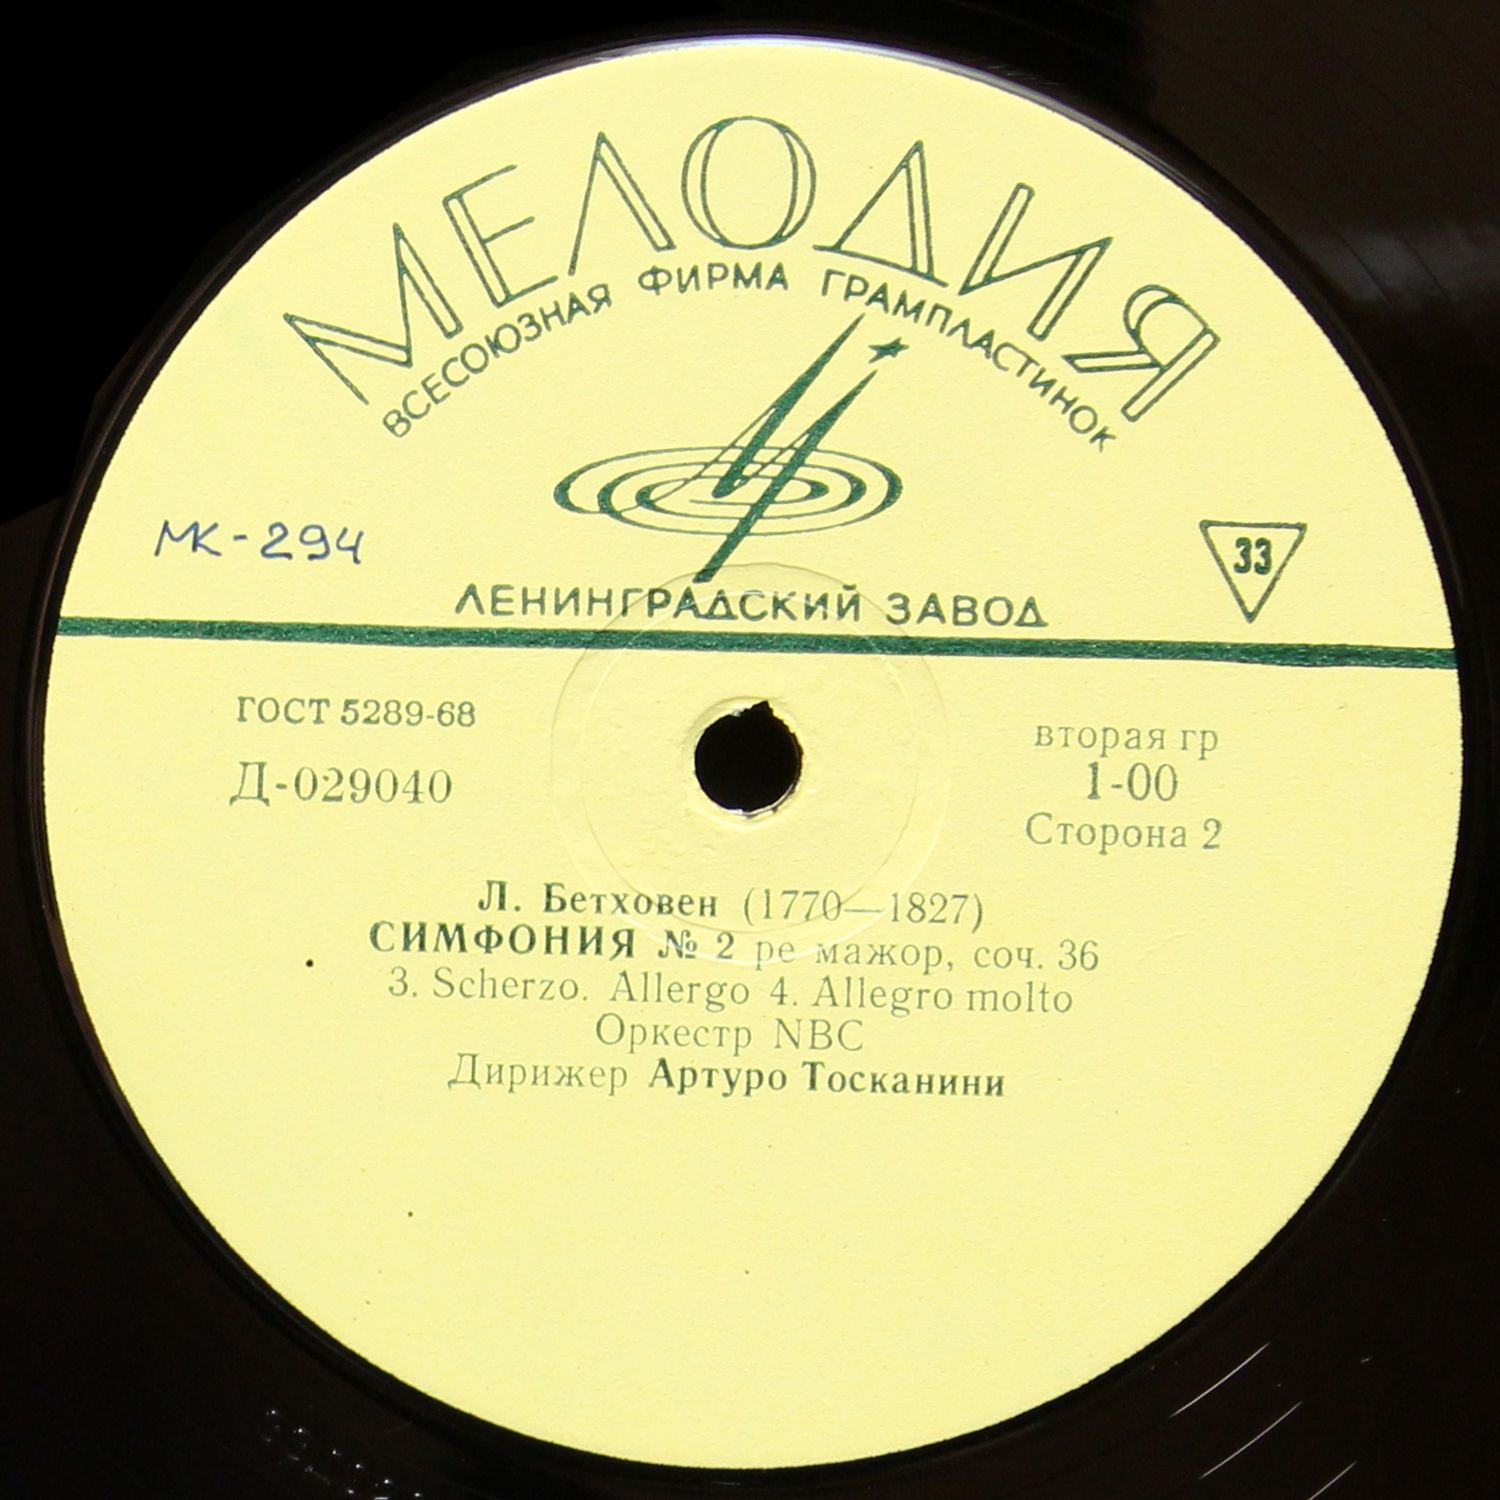 МЕЛОДИЯ
ВСЕСОЮЗНАЯ ФИРМА ГРАМПЛАСТИНОК
МК-294
33
ЛЕНИНГРАДСКИЙ ЗАВОД
ГОСТ 5289-68
Д-029040
вторая гр
1-00
Сторона 2
Л. Бетховен (1770—1827)
СИМФОНИЯ № 2 ре мажор, соч. 36
3. Scherzo. Allergo 4. Allegro molto
Оркестр NBC
Дирижер Артуро Тосканини